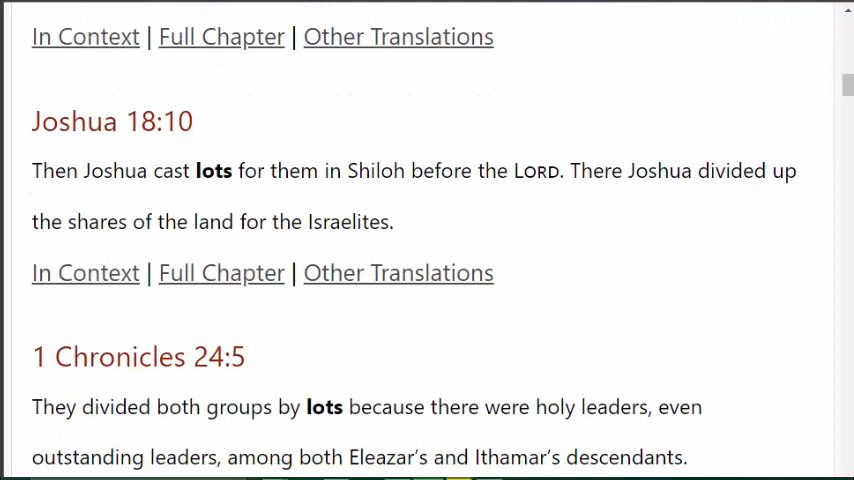 In Context | Full Chapter | Other Translations
Joshua 18:10
Then Joshua cast lots for them in Shiloh before the LORD. There Joshua divided up
the shares of the land for the Israelites.
In Context | Full Chapter | Other Translations
1 Chronicles 24:5
They divided both groups by lots because there were holy leaders, even
outstanding leaders, among both Eleazar’s and Ithamar’s descendants.